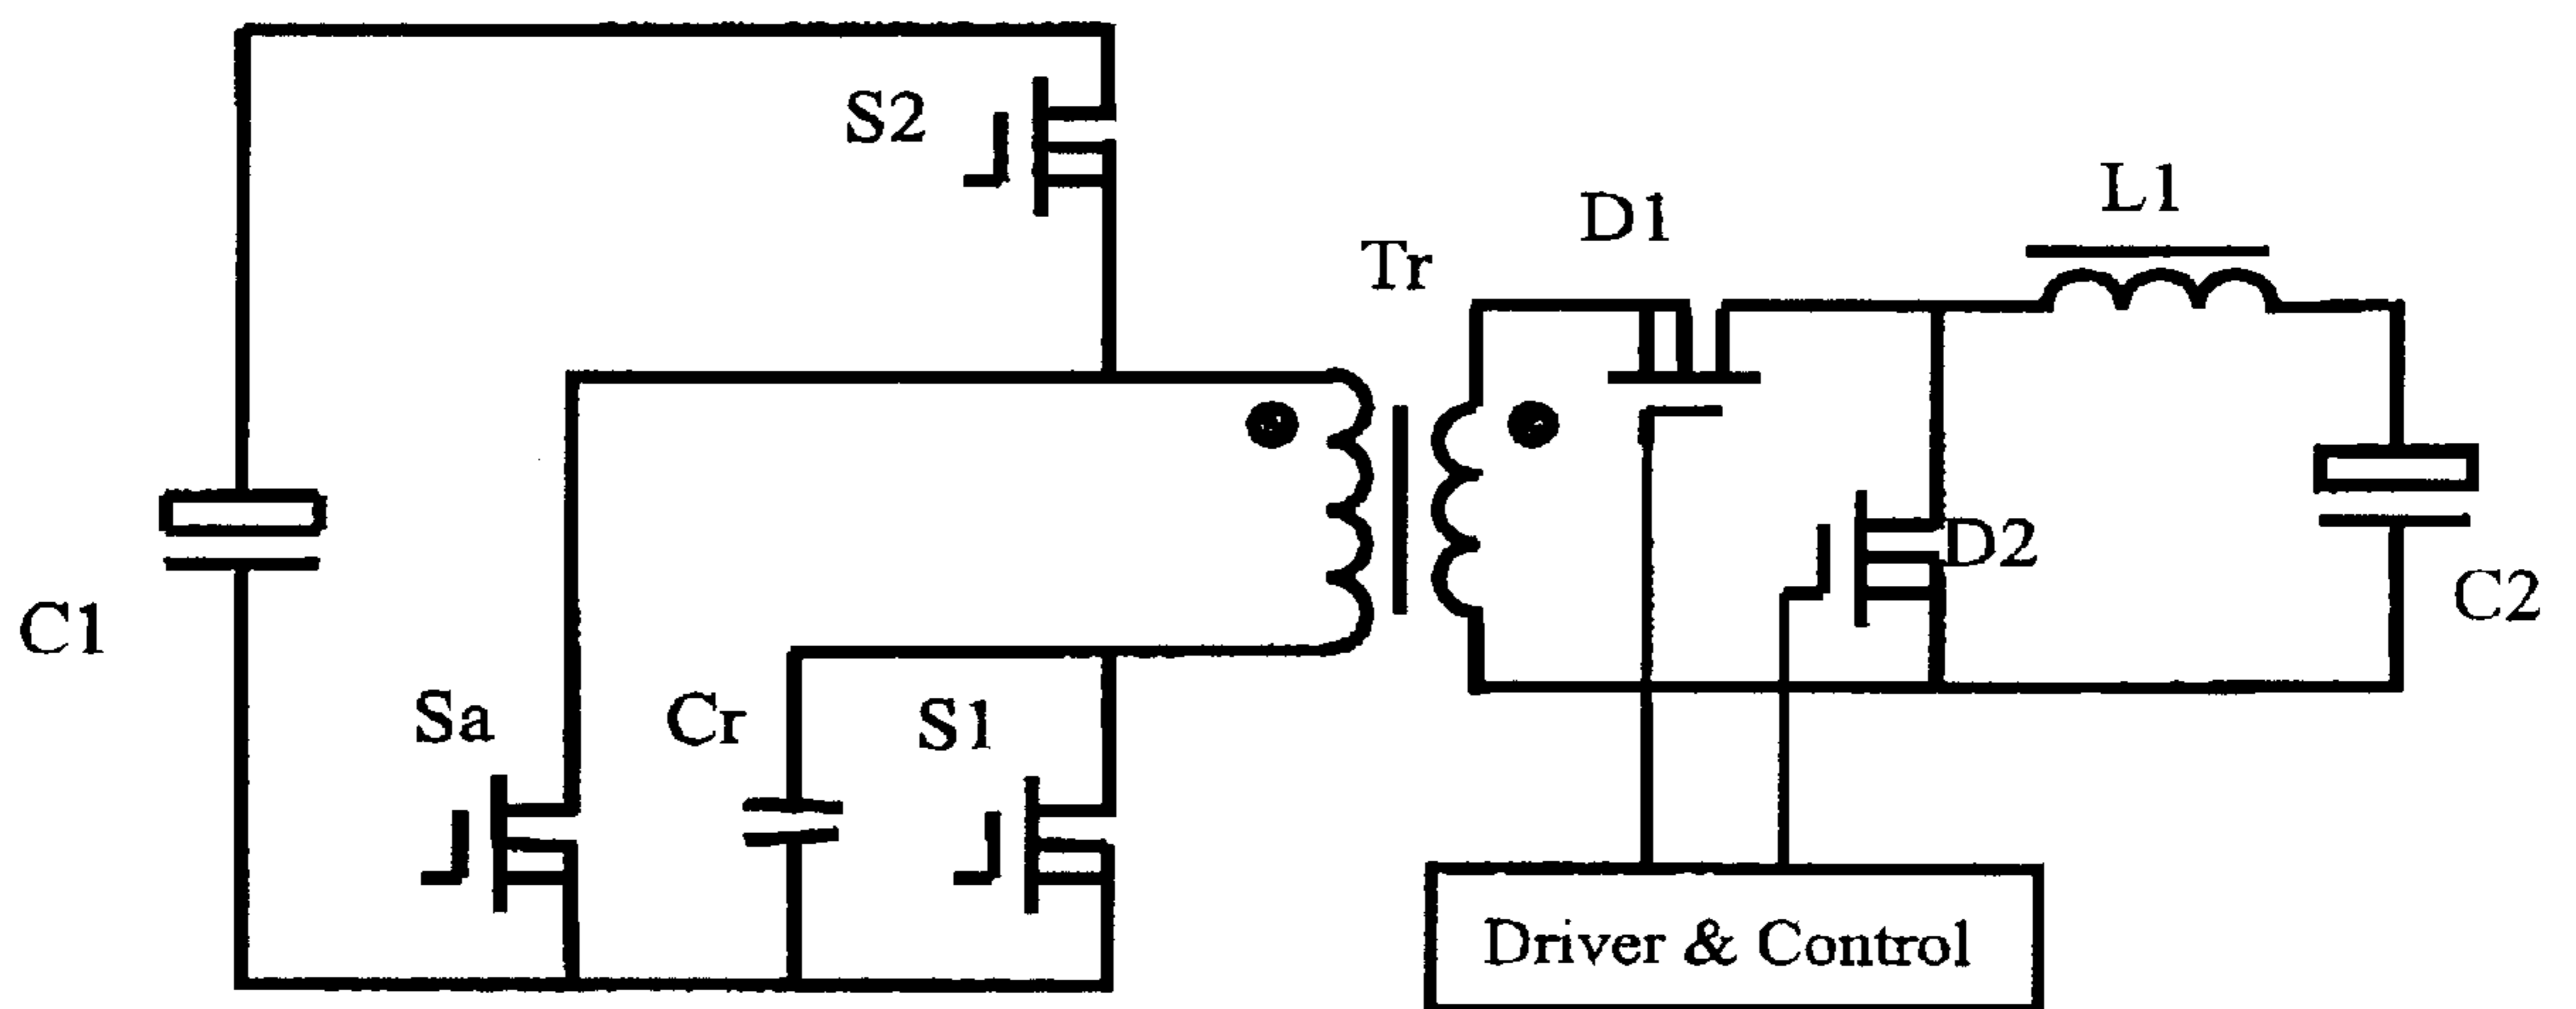 S2
L1
D1
Tr
D2
C2
C1
Sa
Cr
S1
Driver & Control